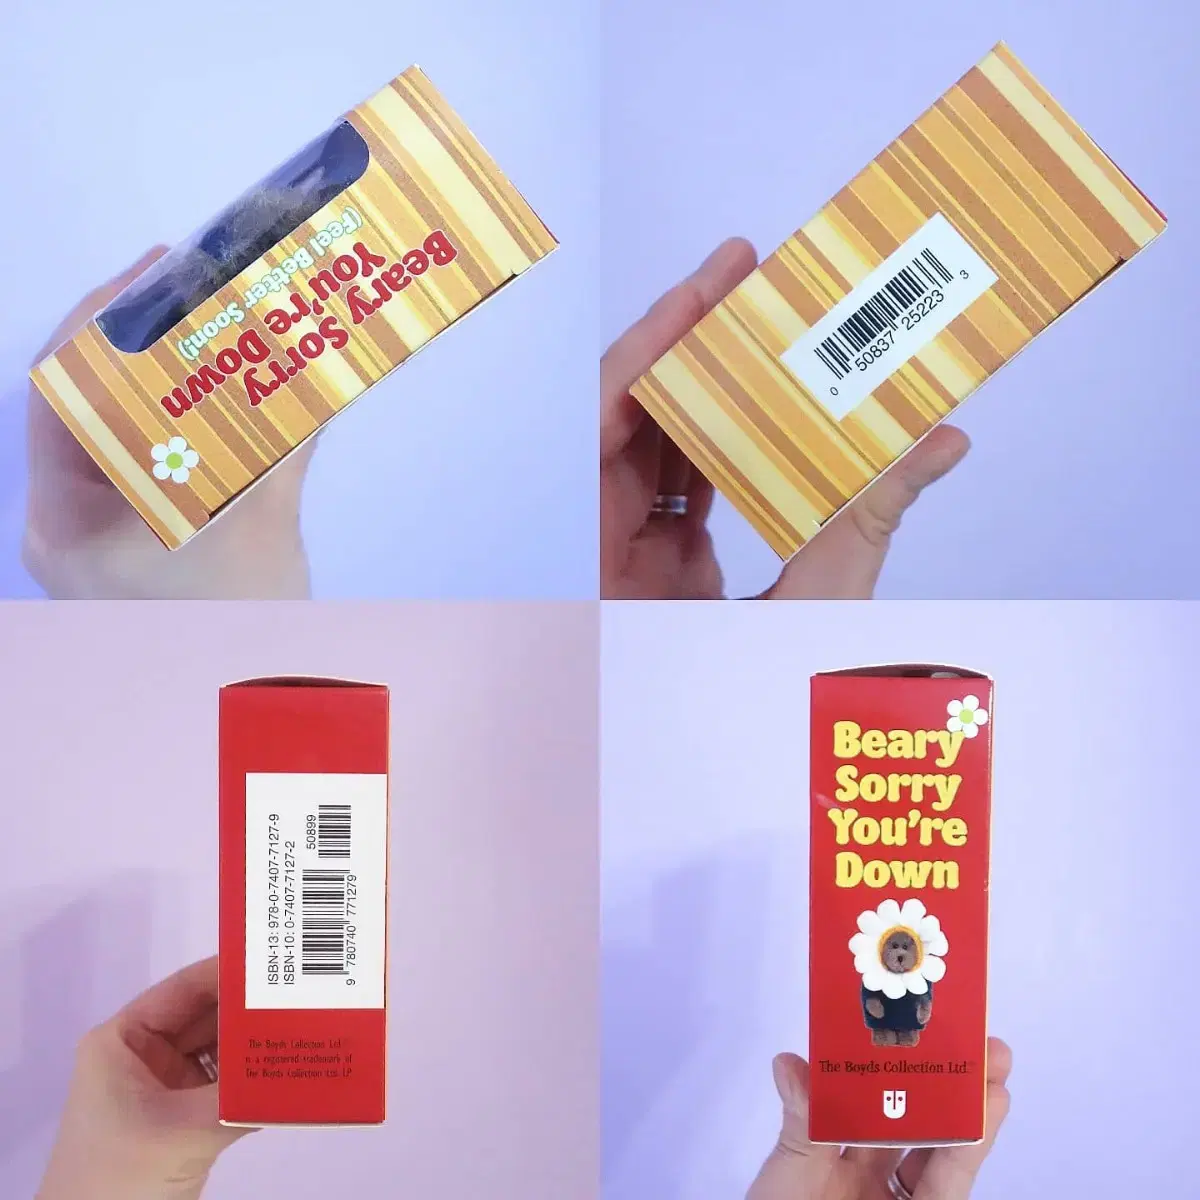 Beary Sorry
You're Down
(Feel Better Soon!)
0 50837 25223 3
ISBN-13: 978-0-7407-7127-9
ISBN-10: 0-7407-7127-2
50899
9 780740 771279
The Boyds Collection Ltd.®
is a registered trademark of
The Boyds Collection Ltd. LP
Beary
Sorry
You're
Down
The Boyds Collection Ltd.®